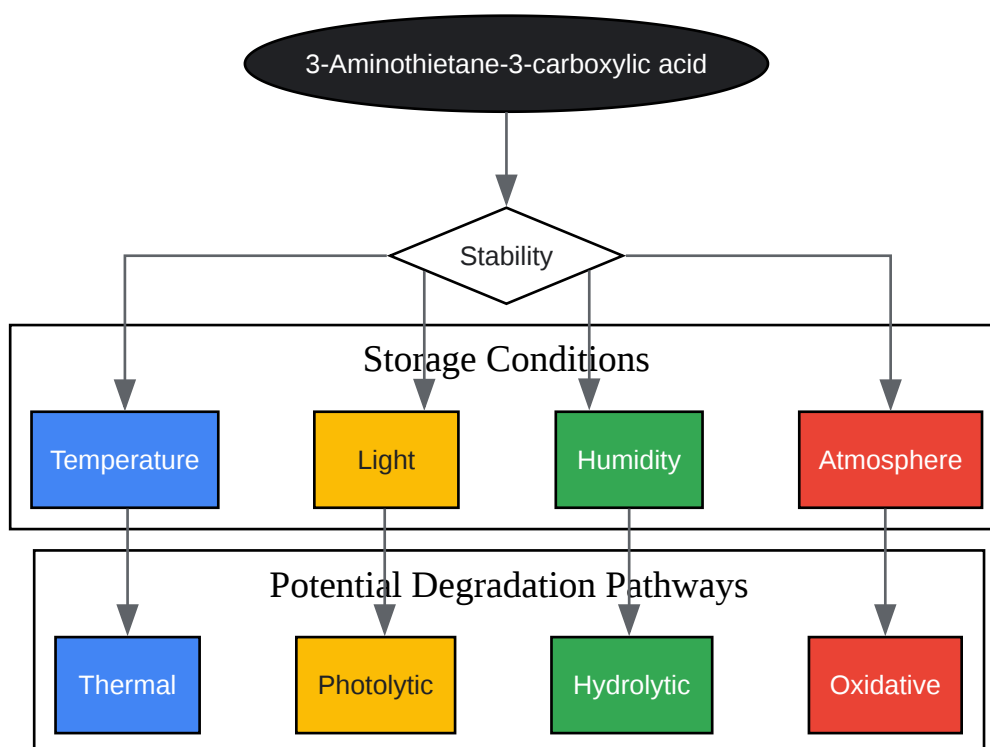 3-Aminothietane-3-carboxylic acid
Stability
Storage Conditions
Temperature
Light
Humidity
Atmosphere
Potential Degradation Pathways
Thermal
Photolytic
Hydrolytic
Oxidative